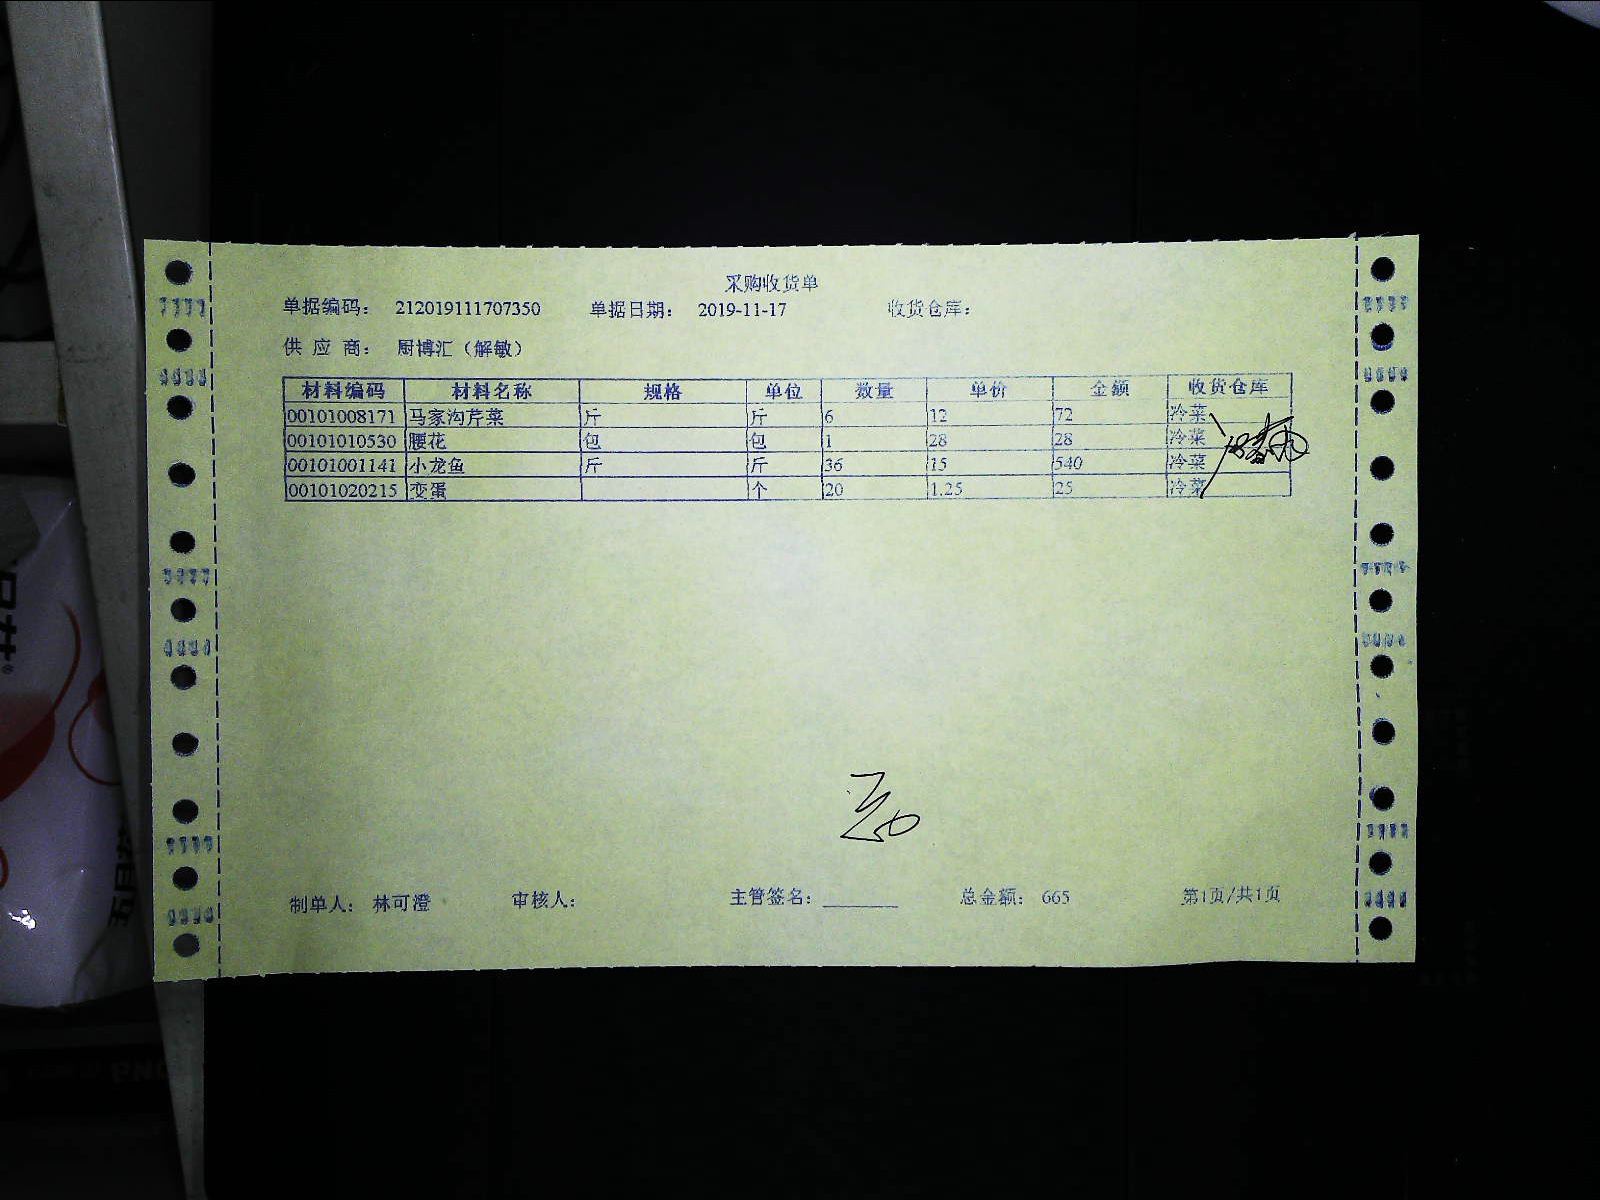 采购收货单
单据编码： 212019111707350 单据日期： 2019-11-17 收货仓库：
供 应 商： 厨博汇（解敏）
材料编码 材料名称 规格 单位 数量 单价 金额 收货仓库
00101008171 马家沟芹菜 斤 斤 6 12 72 冷菜
00101010530 腰花 包 包 1 28 28 冷菜
00101001141 小龙鱼 斤 斤 36 15 540 冷菜
00101020215 变蛋 个 20 1.25 25 冷菜
制单人： 林可澄 审核人： 主管签名： 总金额： 665 第1页/共1页